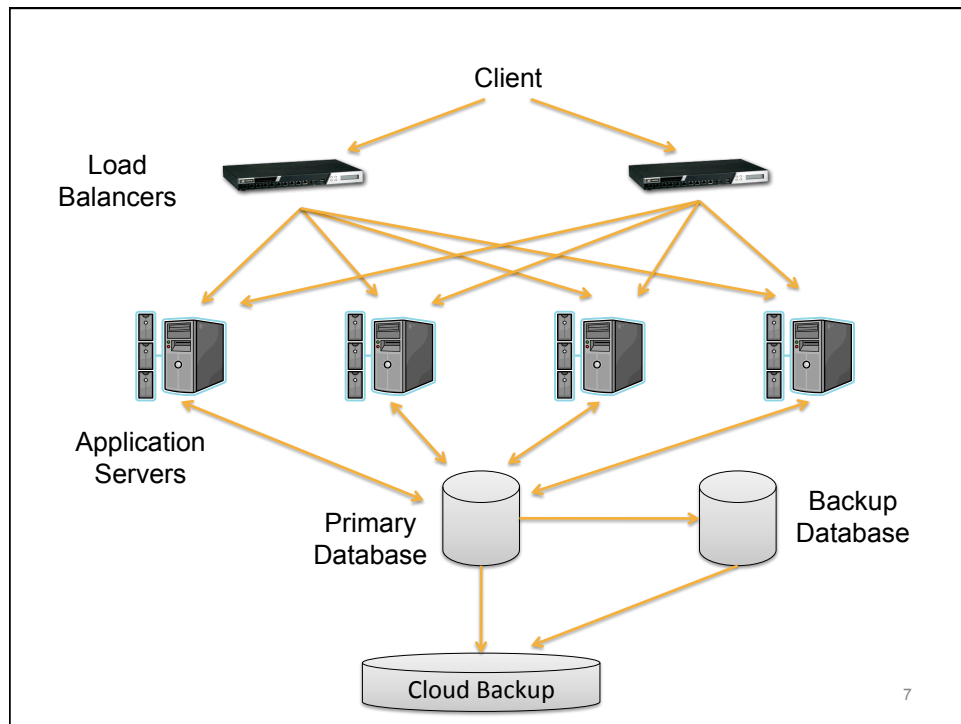 Client
Load
Balancers
Application
Servers
Primary
Database
Backup
Database
Cloud Backup
7